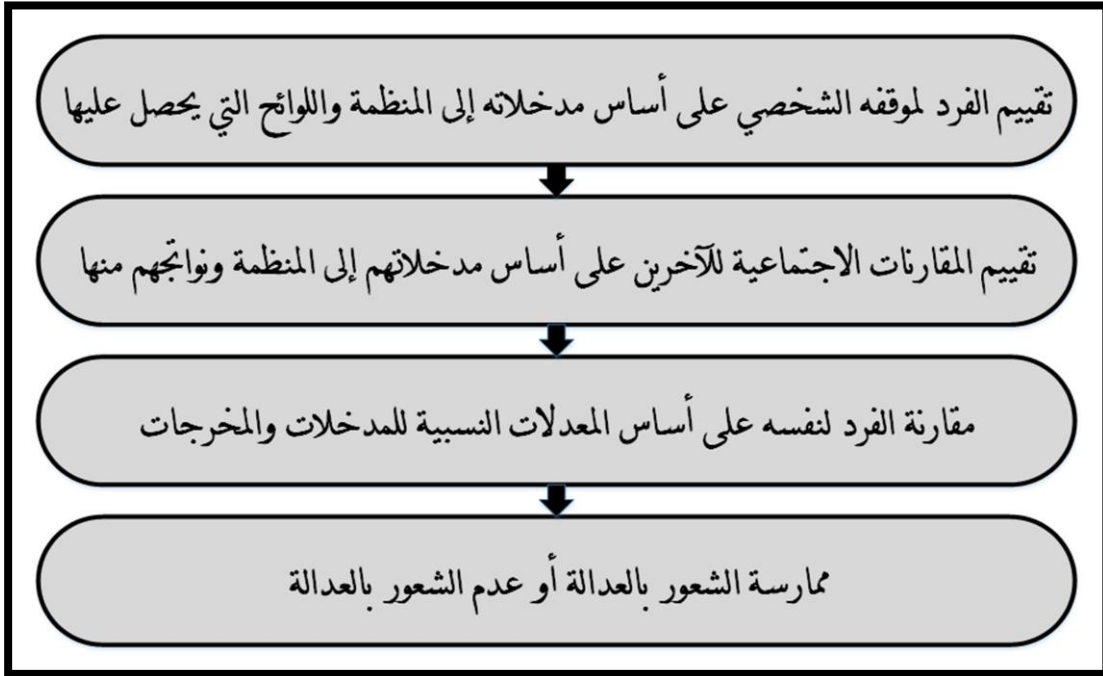 تقييم الفرد لموقفه الشخصي على أساس مدخلاته إلى المنظمة واللوائح التي يحصل عليها
تقييم المقارنات الاجتماعية للآخرين على أساس مدخلاتهم إلى المنظمة ونواتجهم منها
مقارنة الفرد لنفسه على أساس المعدلات النسبية للمدخلات والمخرجات
ممارسة الشعور بالعدالة أو عدم الشعور بالعدالة